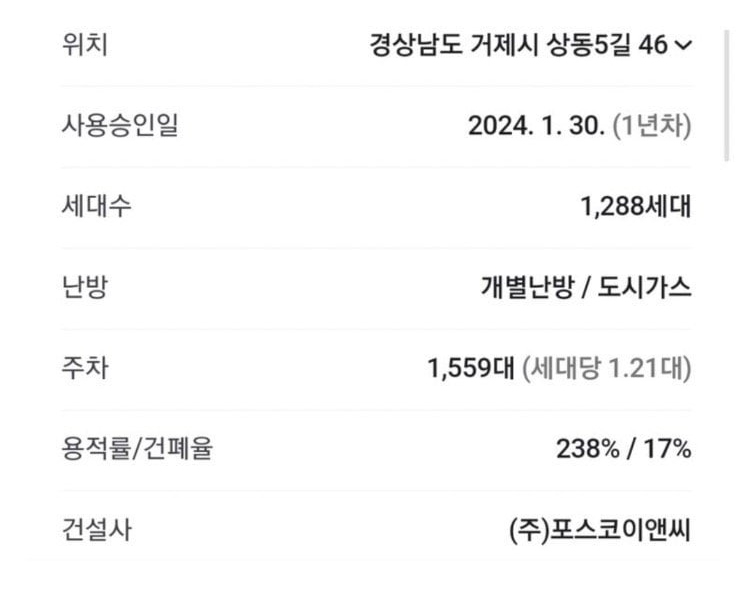 위치 경상남도 거제시 상동5길 46
사용승인일 2024. 1. 30. (1년차)
세대수 1,288세대
난방 개별난방 / 도시가스
주차 1,559대 (세대당 1.21대)
용적률/건폐율 238% / 17%
건설사 (주)포스코이앤씨